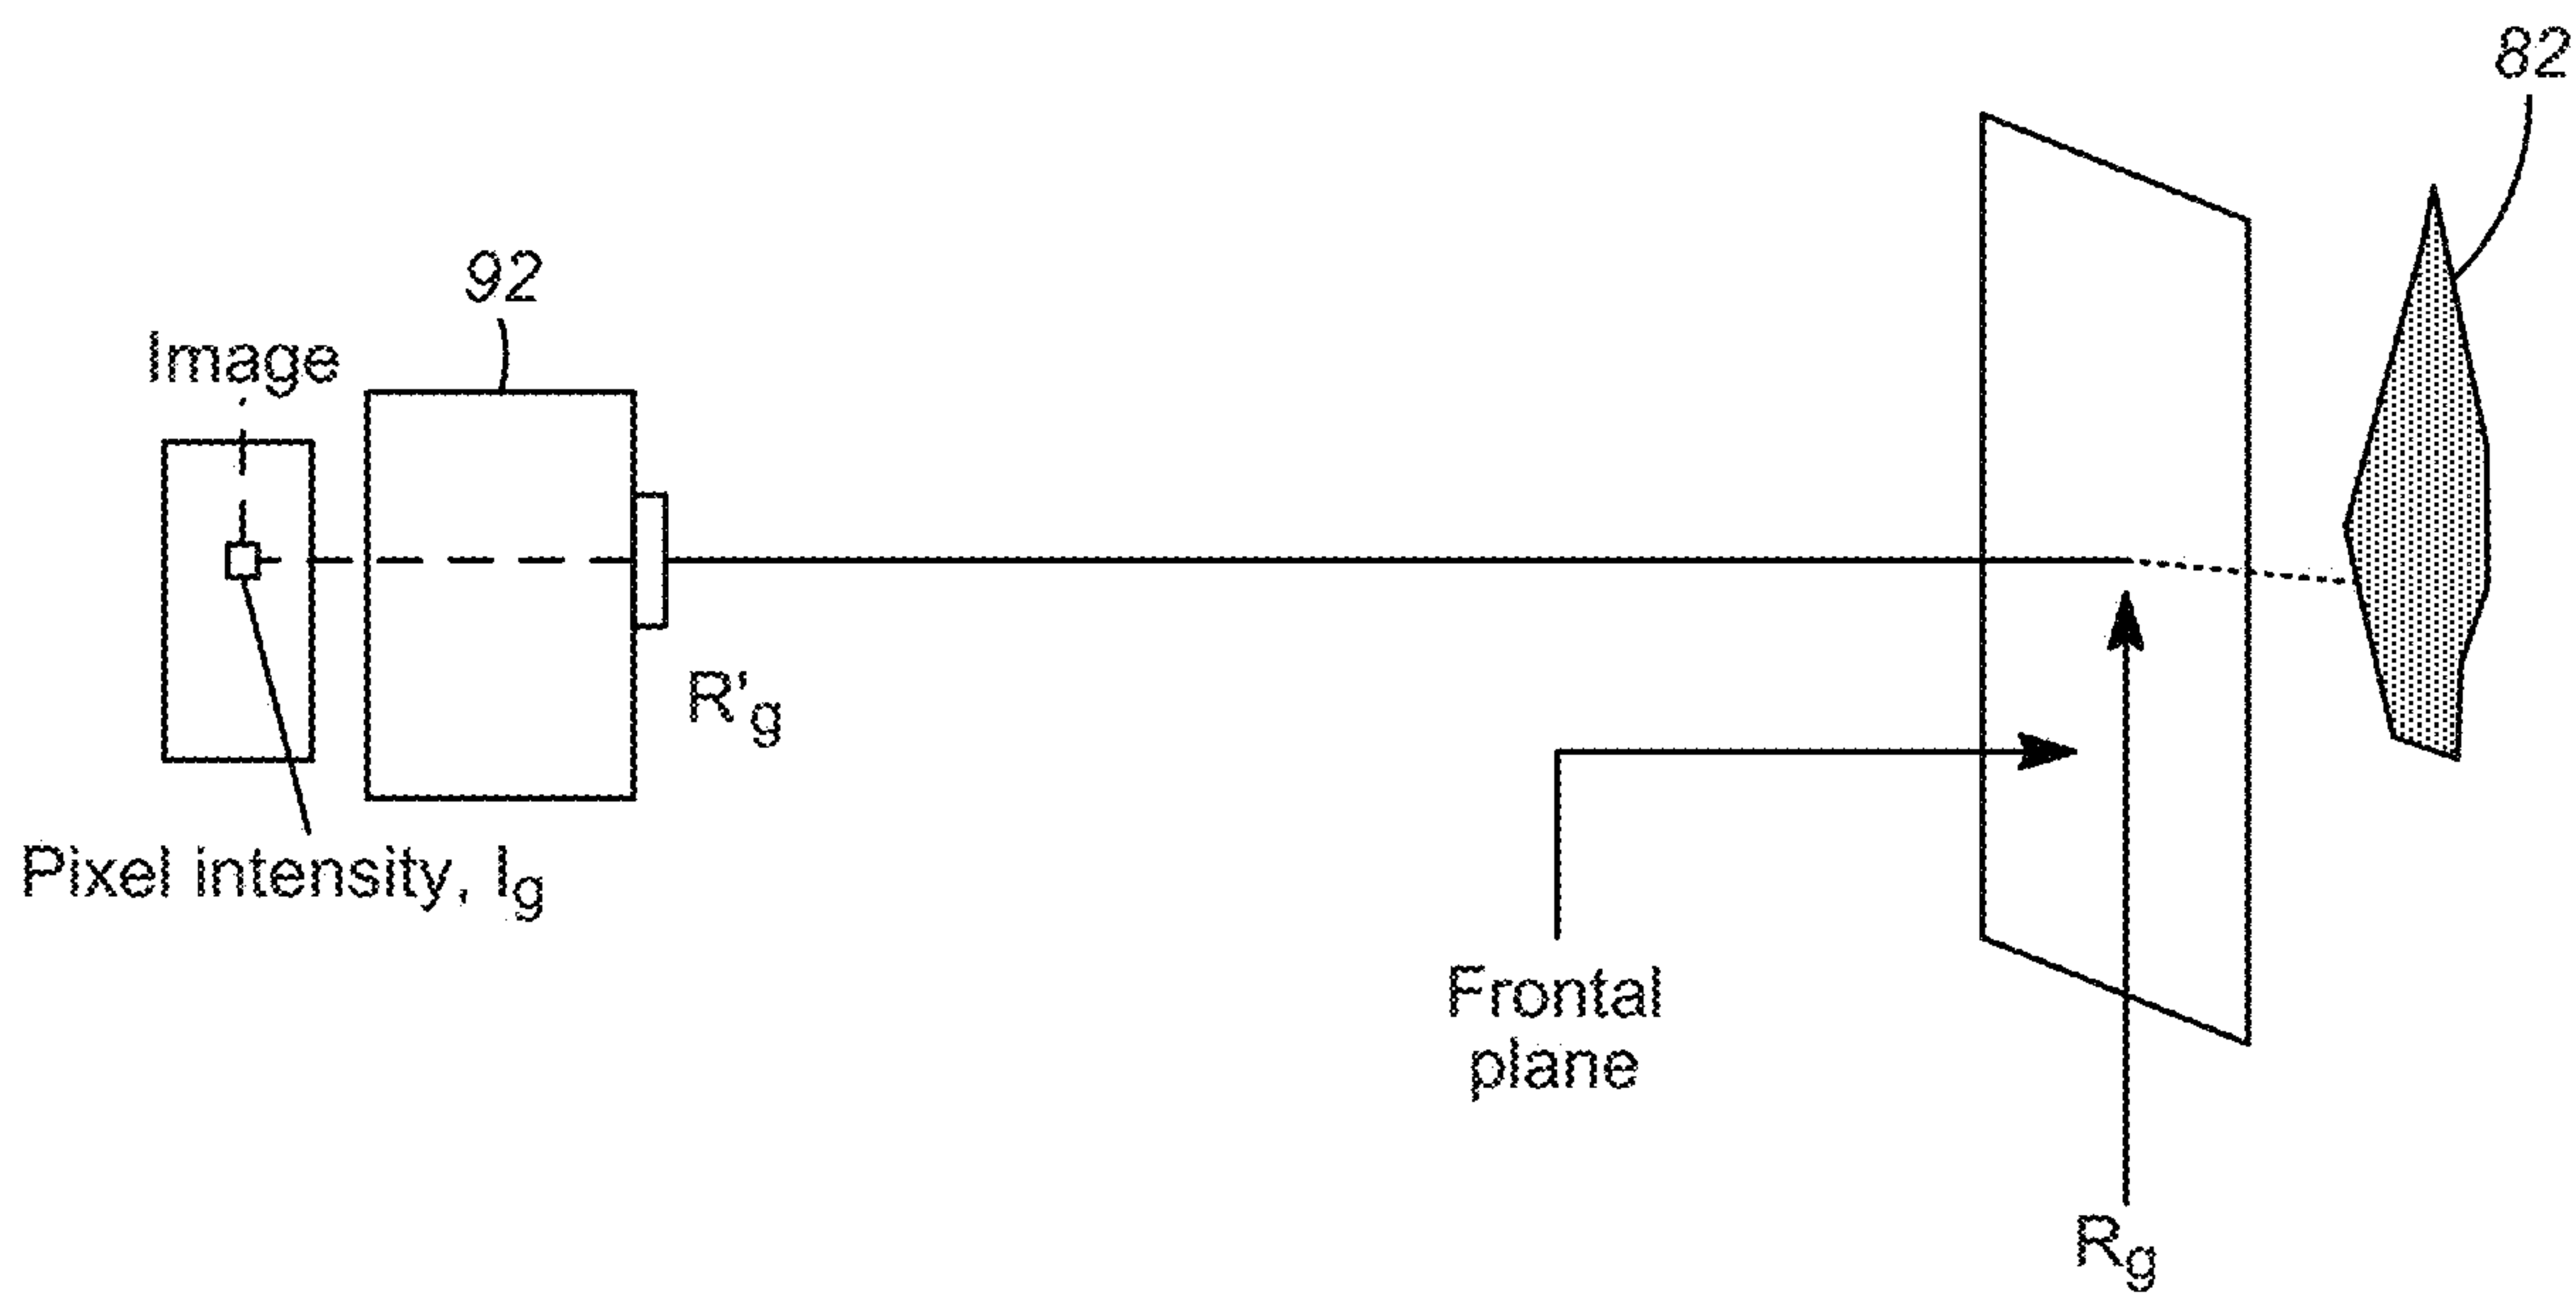 82
92
Image
R'g
Pixel intensity, Ig
Frontal
plane
Rg